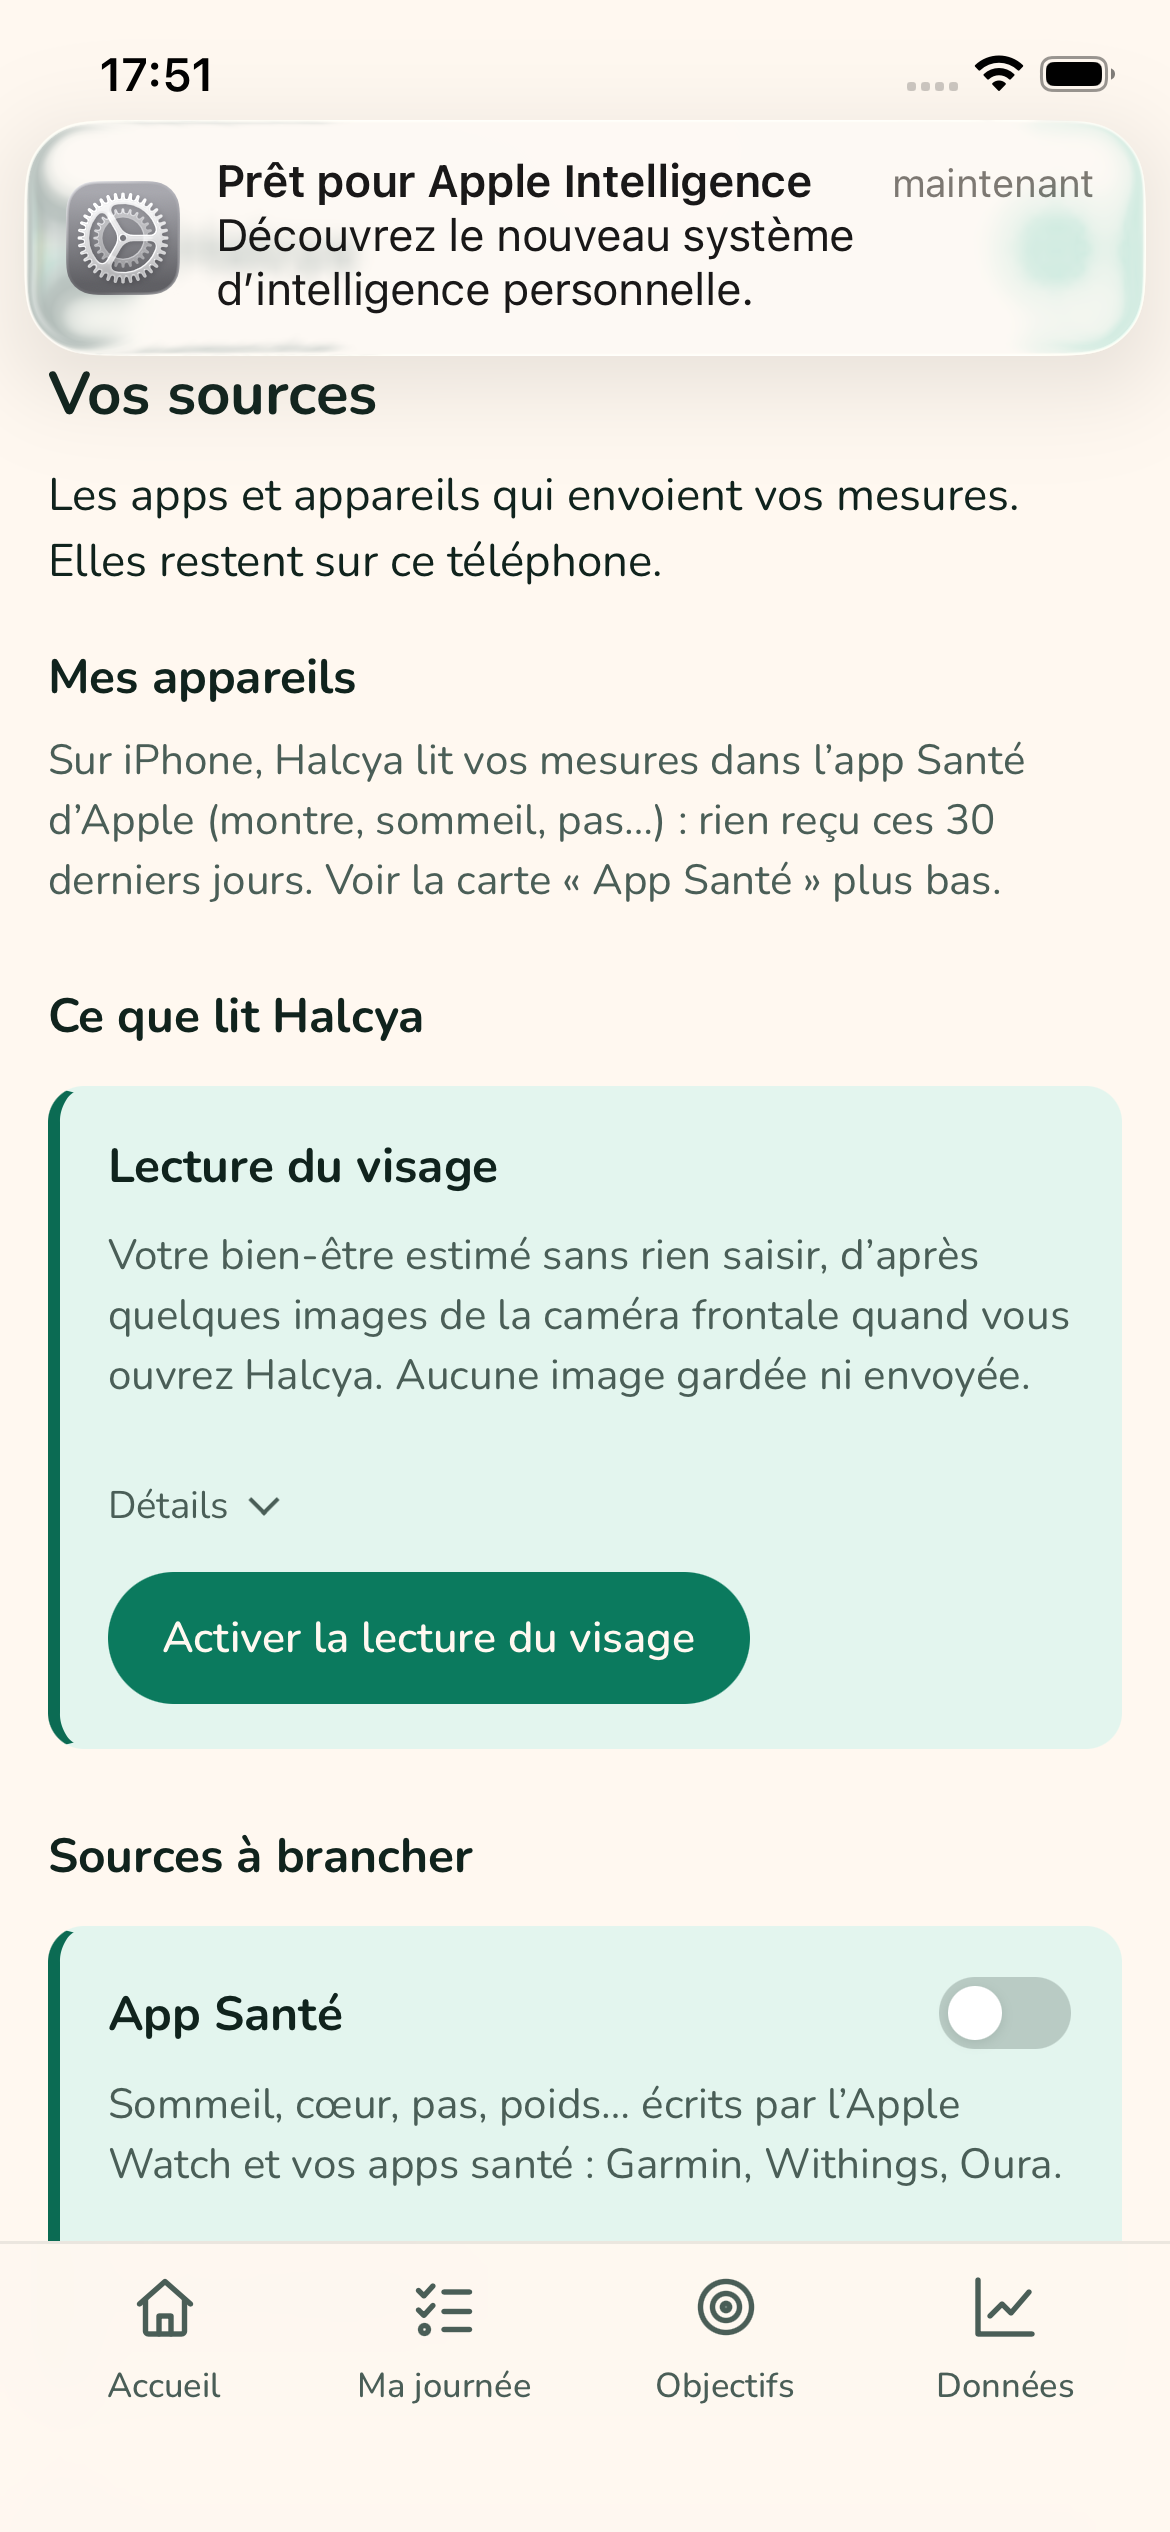 17:51
Prêt pour Apple Intelligence
maintenant
Découvrez le nouveau système
d’intelligence personnelle.
Vos sources
Les apps et appareils qui envoient vos mesures.
Elles restent sur ce téléphone.
Mes appareils
Sur iPhone, Halcya lit vos mesures dans l’app Santé
d’Apple (montre, sommeil, pas…) : rien reçu ces 30
derniers jours. Voir la carte « App Santé » plus bas.
Ce que lit Halcya
Lecture du visage
Votre bien-être estimé sans rien saisir, d’après
quelques images de la caméra frontale quand vous
ouvrez Halcya. Aucune image gardée ni envoyée.
Détails
Activer la lecture du visage
Sources à brancher
App Santé
Sommeil, cœur, pas, poids… écrits par l’Apple
Watch et vos apps santé : Garmin, Withings, Oura.
Accueil
Ma journée
Objectifs
Données